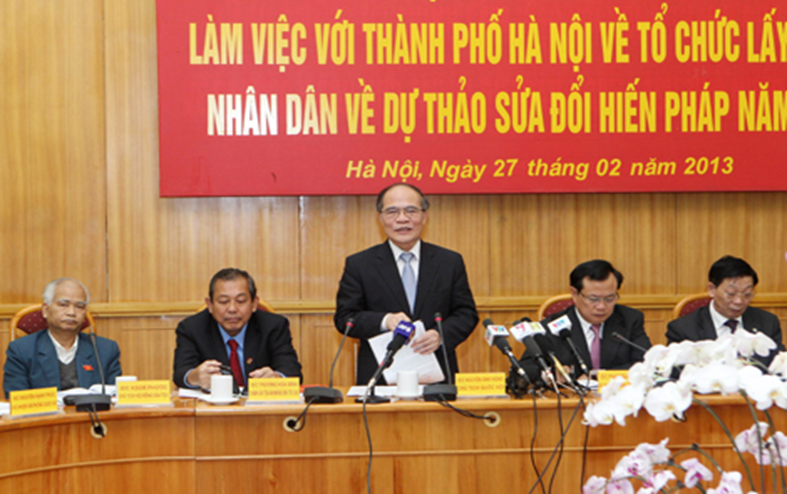 LÀM VIỆC VỚI THÀNH PHỐ HÀ NỘI VỀ TỔ CHỨC LẤY
NHÂN DÂN VỀ DỰ THẢO SỬA ĐỔI HIẾN PHÁP NĂM
Hà Nội, Ngày 27 tháng 02 năm 2013